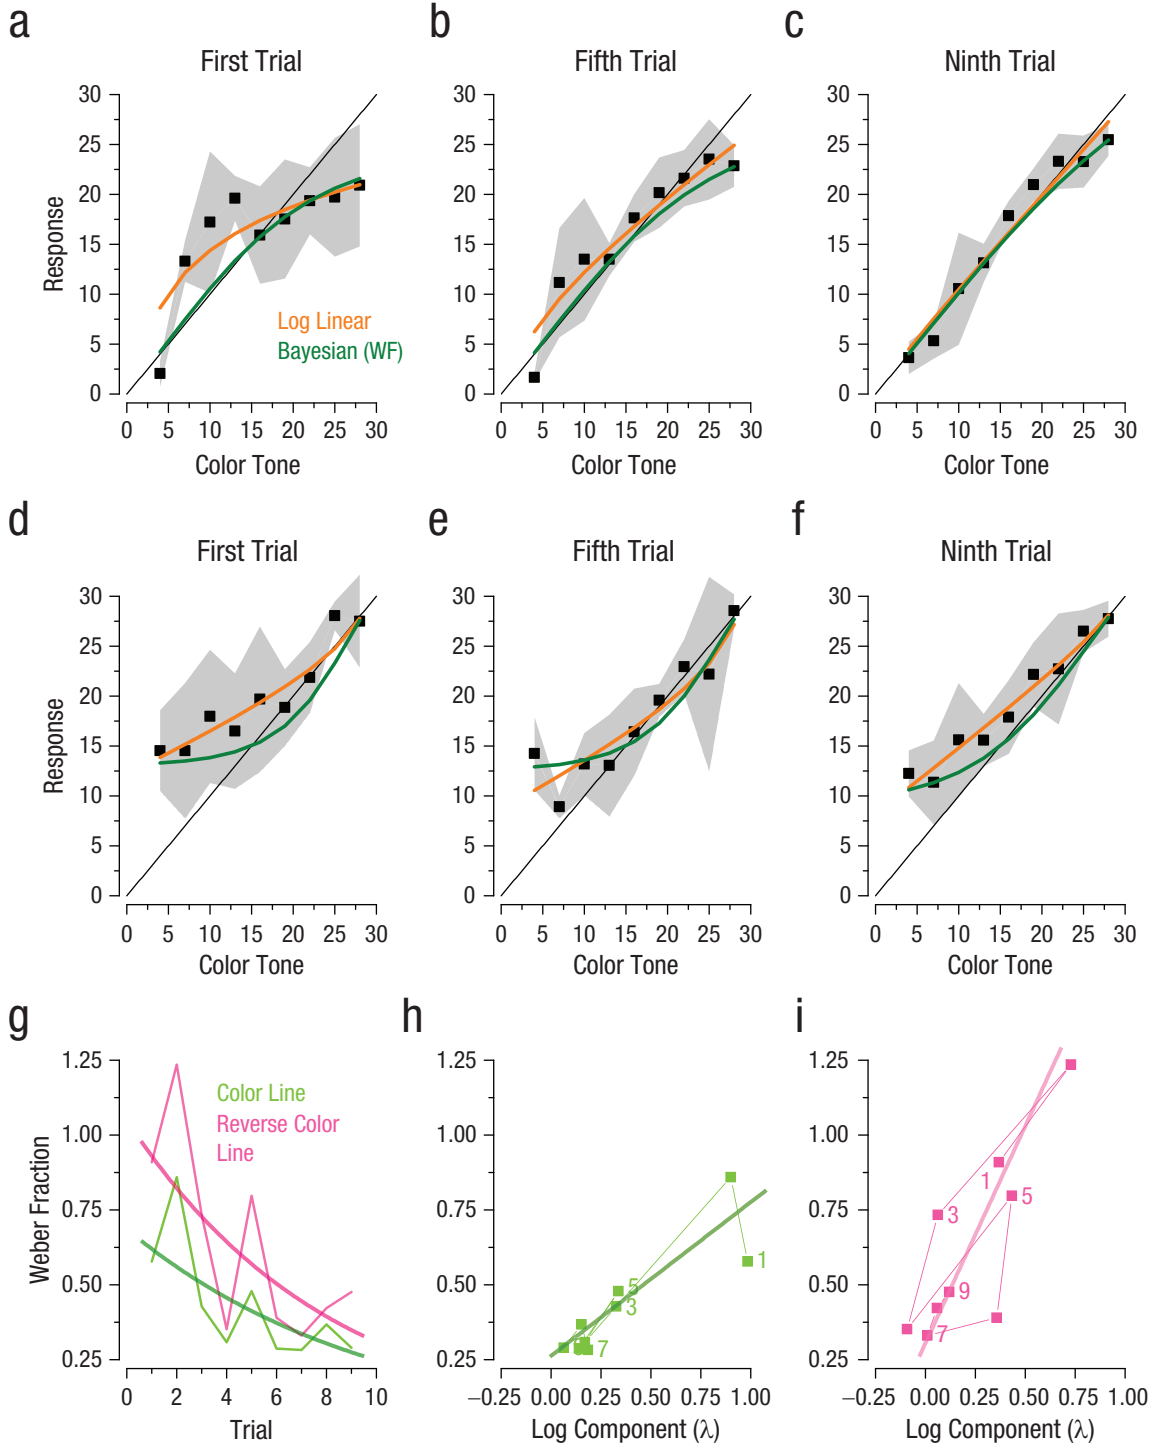 a
b
c
First Trial
Fifth Trial
Ninth Trial
Response
30
25
20
15
10
5
0
Log Linear
Bayesian (WF)
0 5 10 15 20 25 30
Color Tone
30
25
20
15
10
5
0
0 5 10 15 20 25 30
Color Tone
30
25
20
15
10
5
0
0 5 10 15 20 25 30
Color Tone
d
e
f
First Trial
Fifth Trial
Ninth Trial
Response
30
25
20
15
10
5
0
0 5 10 15 20 25 30
Color Tone
30
25
20
15
10
5
0
0 5 10 15 20 25 30
Color Tone
30
25
20
15
10
5
0
0 5 10 15 20 25 30
Color Tone
g
h
i
Weber Fraction
1.25
1.00
0.75
0.50
0.25
Color Line
Reverse Color
Line
0 2 4 6 8 10
Trial
1.25
1.00
0.75
0.50
0.25
1
5
3
7
−0.25 0.00 0.25 0.50 0.75 1.00
Log Component (λ)
1.25
1.00
0.75
0.50
0.25
1
5
3
9
7
−0.25 0.00 0.25 0.50 0.75 1.00
Log Component (λ)